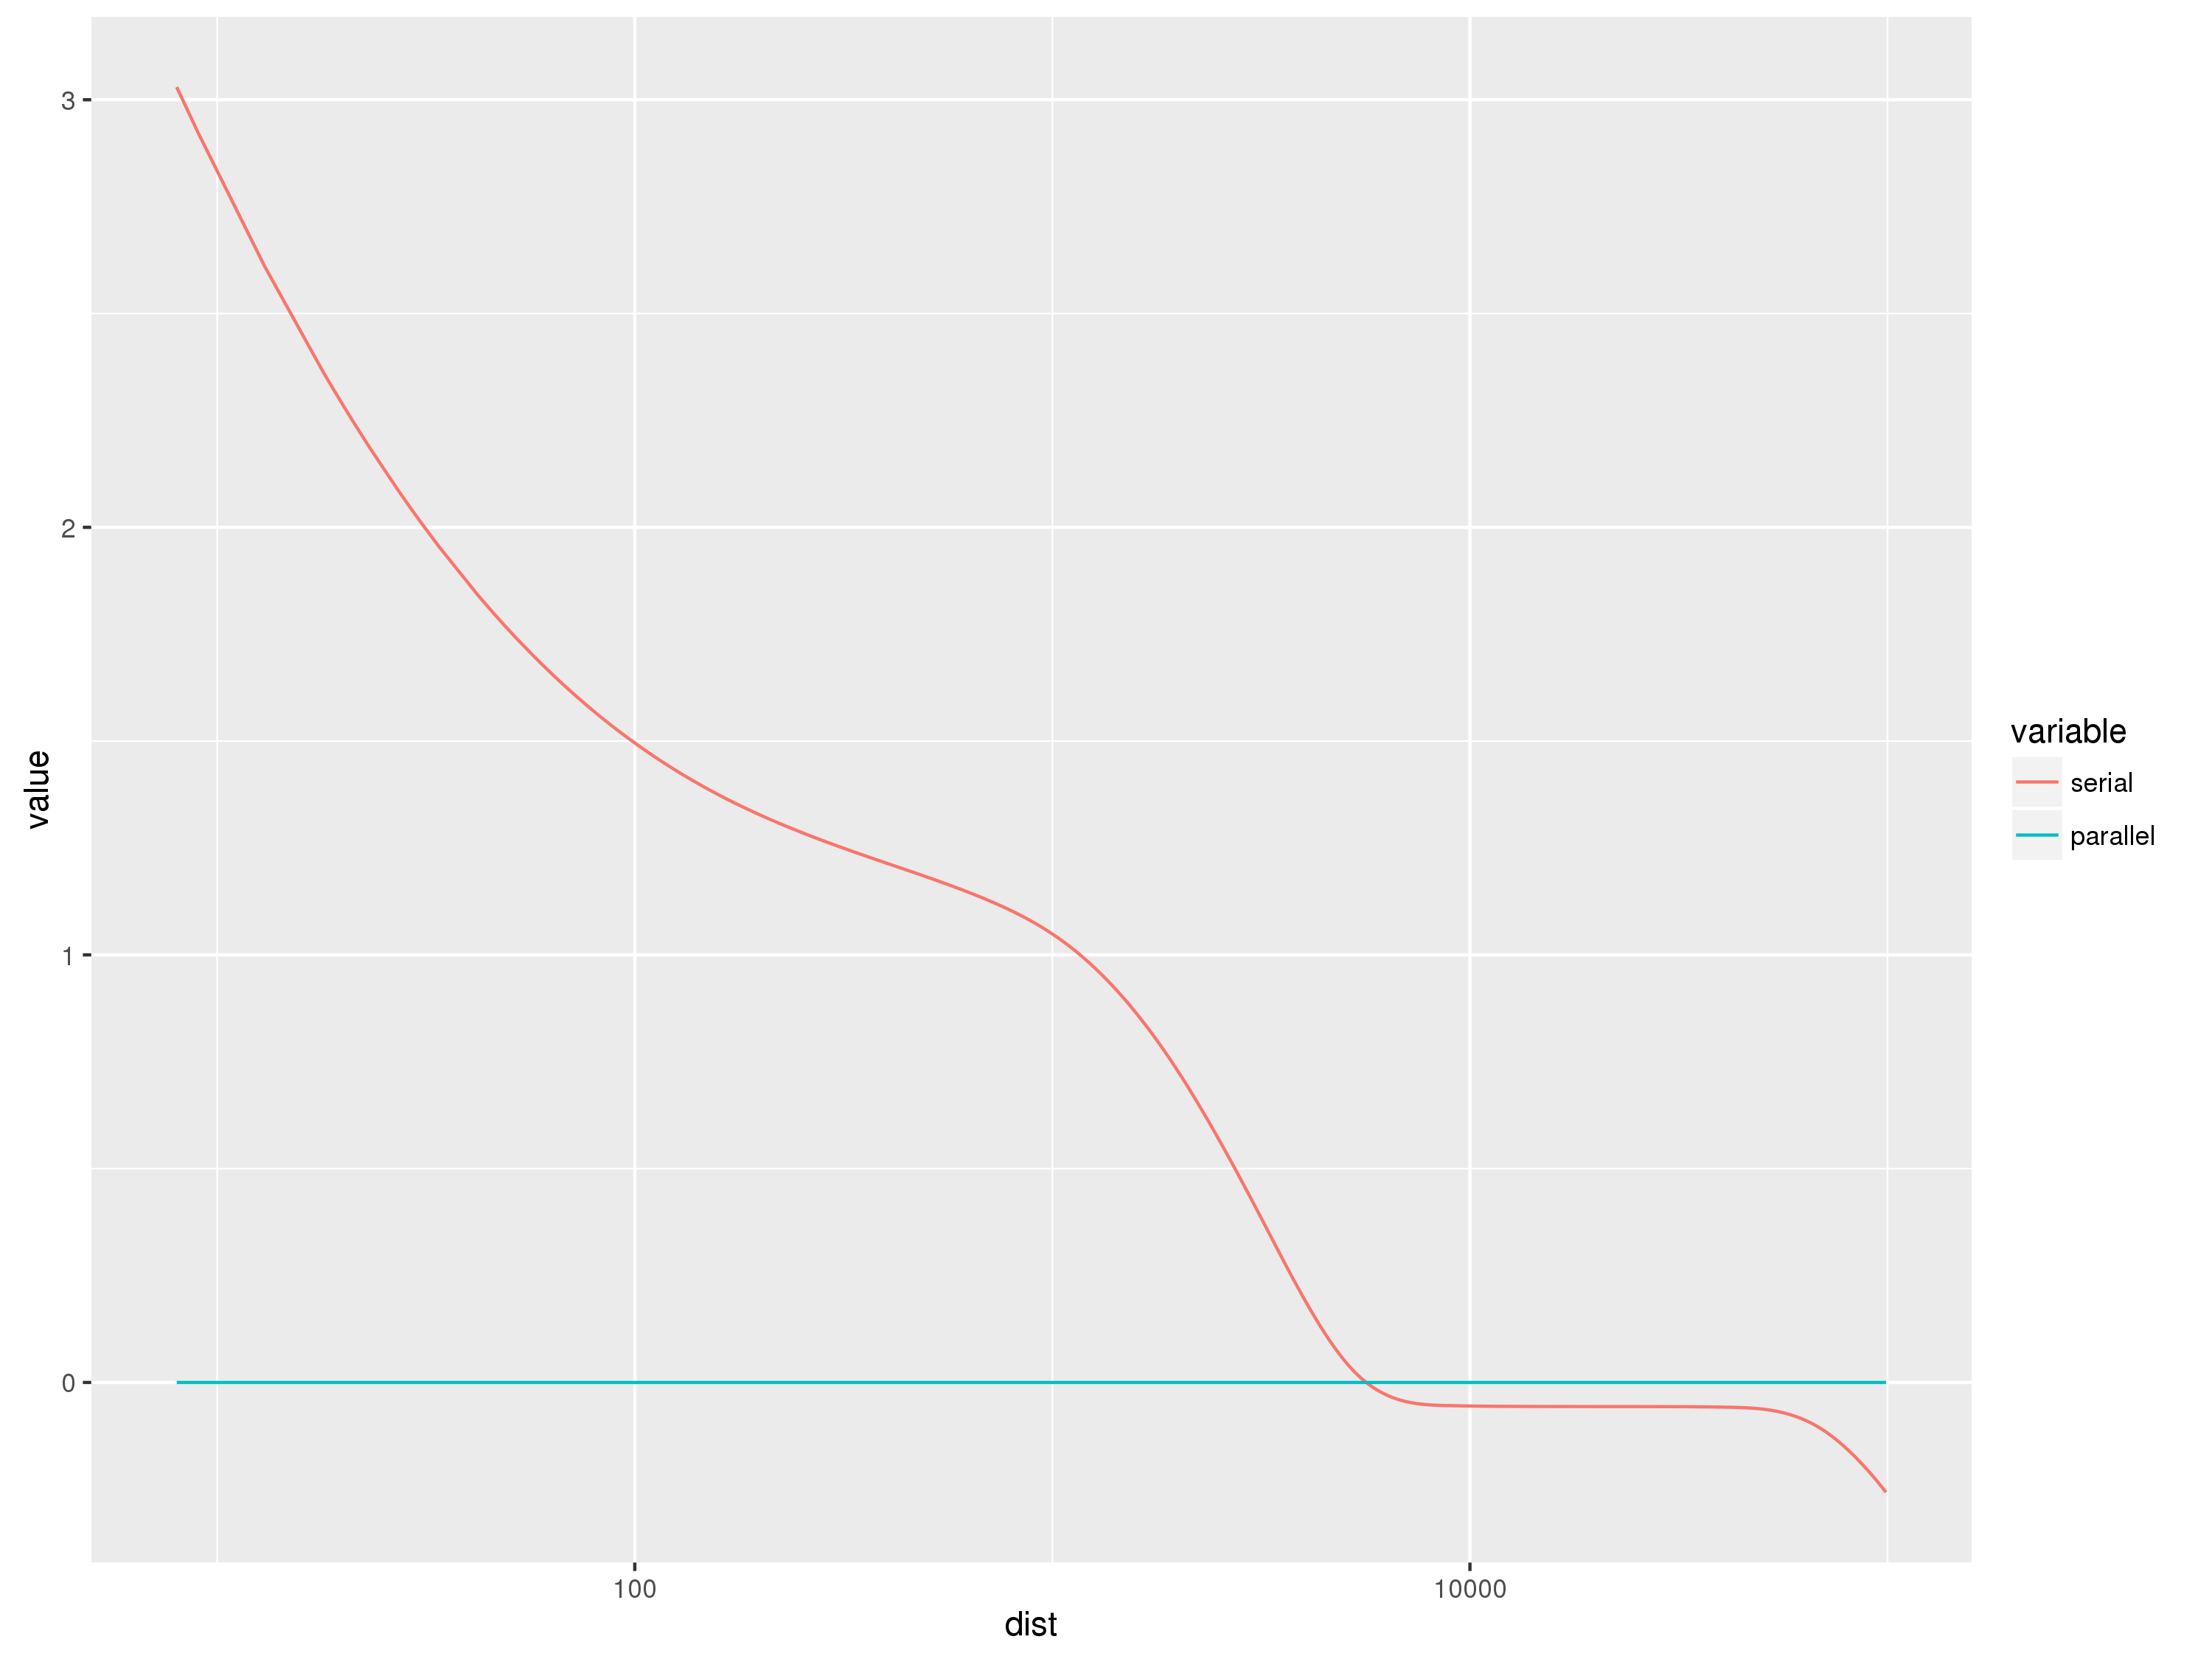 3
2
1
0
value
100
10000
dist
variable
serial
parallel